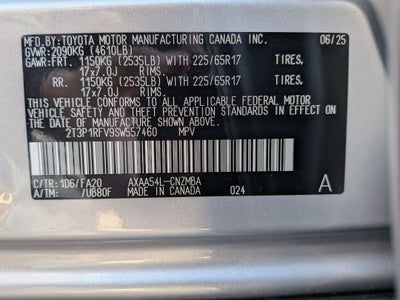 MFD. BY: TOYOTA MOTOR MANUFACTURING CANADA INC. 06/25
GVWR: 2090KG (4610LB)
GAWR:FRT. 1150KG (2535LB) WITH 225/65R17 TIRES,
17x7.0J RIMS.
RR. 1150KG (2535LB) WITH 225/65R17 TIRES,
17x7.0J RIMS.
THIS VEHICLE CONFORMS TO ALL APPLICABLE FEDERAL MOTOR
VEHICLE SAFETY AND THEFT PREVENTION STANDARDS IN EFFECT
ON THE DATE OF MANUFACTURE SHOWN ABOVE.
2T3P1RFV9SW557460 MPV
C/TR:1D6/FA20 AXAA54L-CNZMBA A
A/TM: /UB80F MADE IN CANADA 024